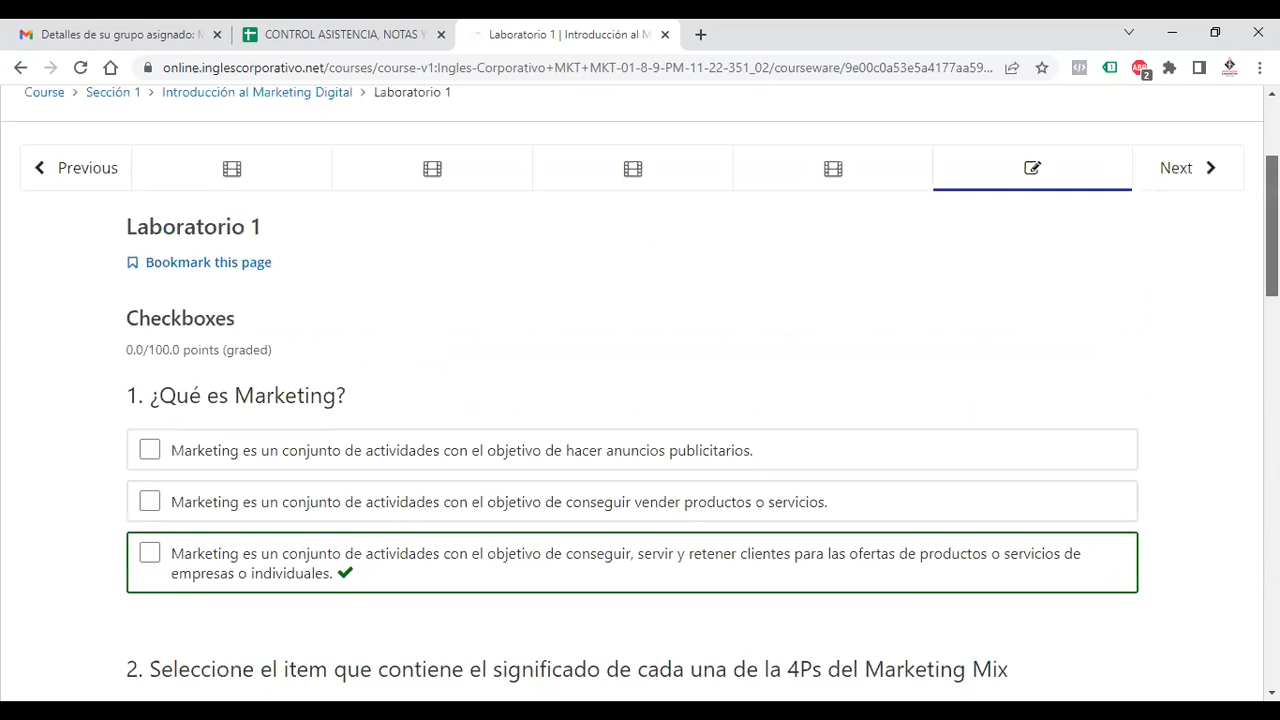 Detalles de su grupo asignado: M
CONTROL ASISTENCIA, NOTAS Y
Laboratorio 1 | Introducción al M
online.inglescorporativo.net/courses/course-v1:Ingles-Corporativo+MKT+MKT-01-8-9-PM-11-22-351_02/courseware/9e00c0a53e5a4177aa59...
2
Course > Sección 1 > Introducción al Marketing Digital > Laboratorio 1
Previous
Next
Laboratorio 1
Bookmark this page
Checkboxes
0.0/100.0 points (graded)
1. ¿Qué es Marketing?
Marketing es un conjunto de actividades con el objetivo de hacer anuncios publicitarios.
Marketing es un conjunto de actividades con el objetivo de conseguir vender productos o servicios.
Marketing es un conjunto de actividades con el objetivo de conseguir, servir y retener clientes para las ofertas de productos o servicios de
empresas o individuales.
2. Seleccione el item que contiene el significado de cada una de la 4Ps del Marketing Mix